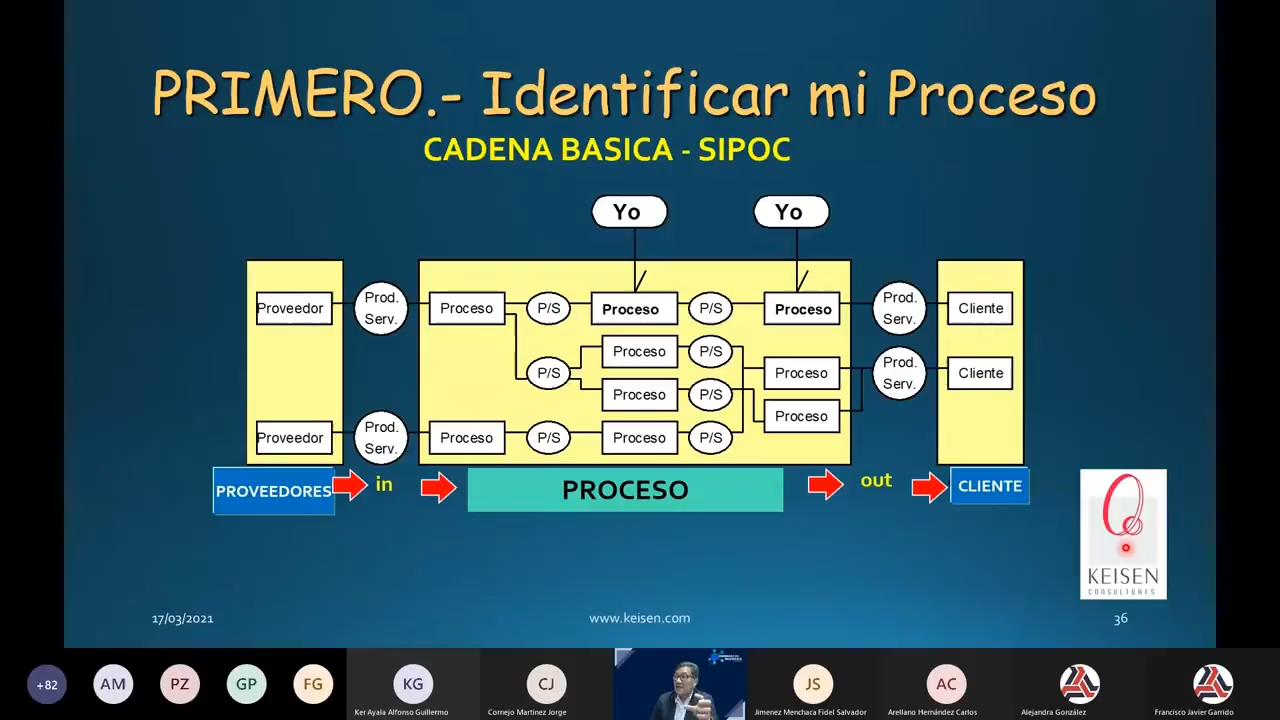 PRIMERO.- Identificar mi Proceso
CADENA BASICA - SIPOC
Yo
Yo
Proveedor
Prod.
Serv.
Proceso
P/S
Proceso
P/S
Proceso
Prod.
Serv.
Cliente
Proceso
P/S
P/S
Proceso
Prod.
Serv.
Cliente
Proceso
P/S
Proceso
Proveedor
Prod.
Serv.
Proceso
P/S
Proceso
P/S
PROVEEDORES
in
PROCESO
out
CLIENTE
KEISEN
CONSULTORES
17/03/2021
www.keisen.com
36
+82
AM
PZ
GP
FG
KG
CJ
JS
AC
Ker Ayala Alfonso Guillermo
Cornejo Martinez Jorge
Jimenez Menchaca Fidel Salvador
Arellano Hernández Carlos
Alejandra González
Francisco Javier Garrido